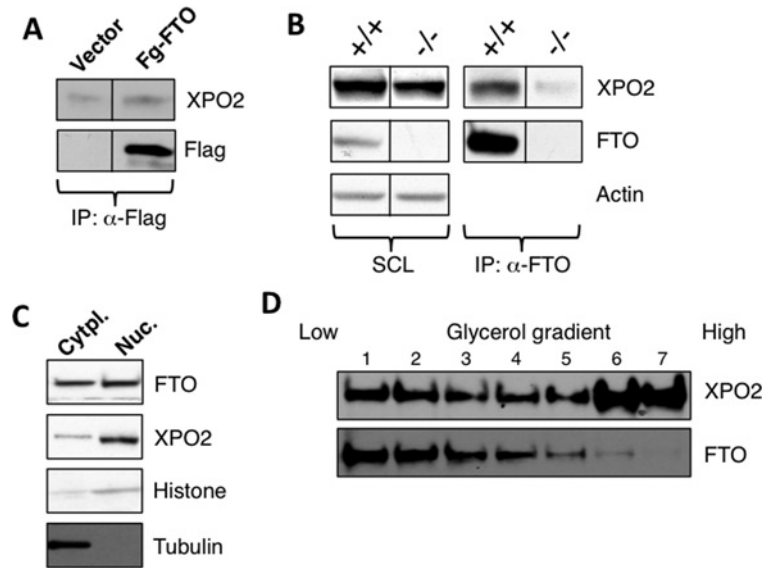 A
Vector
Fg-FTO
XPO2
Flag
IP: α-Flag
B
+/+
-/-
+/+
-/-
XPO2
FTO
Actin
SCL
IP: α-FTO
C
Cytpl.
Nuc.
FTO
XPO2
Histone
Tubulin
D
Low Glycerol gradient High
1 2 3 4 5 6 7
XPO2
FTO